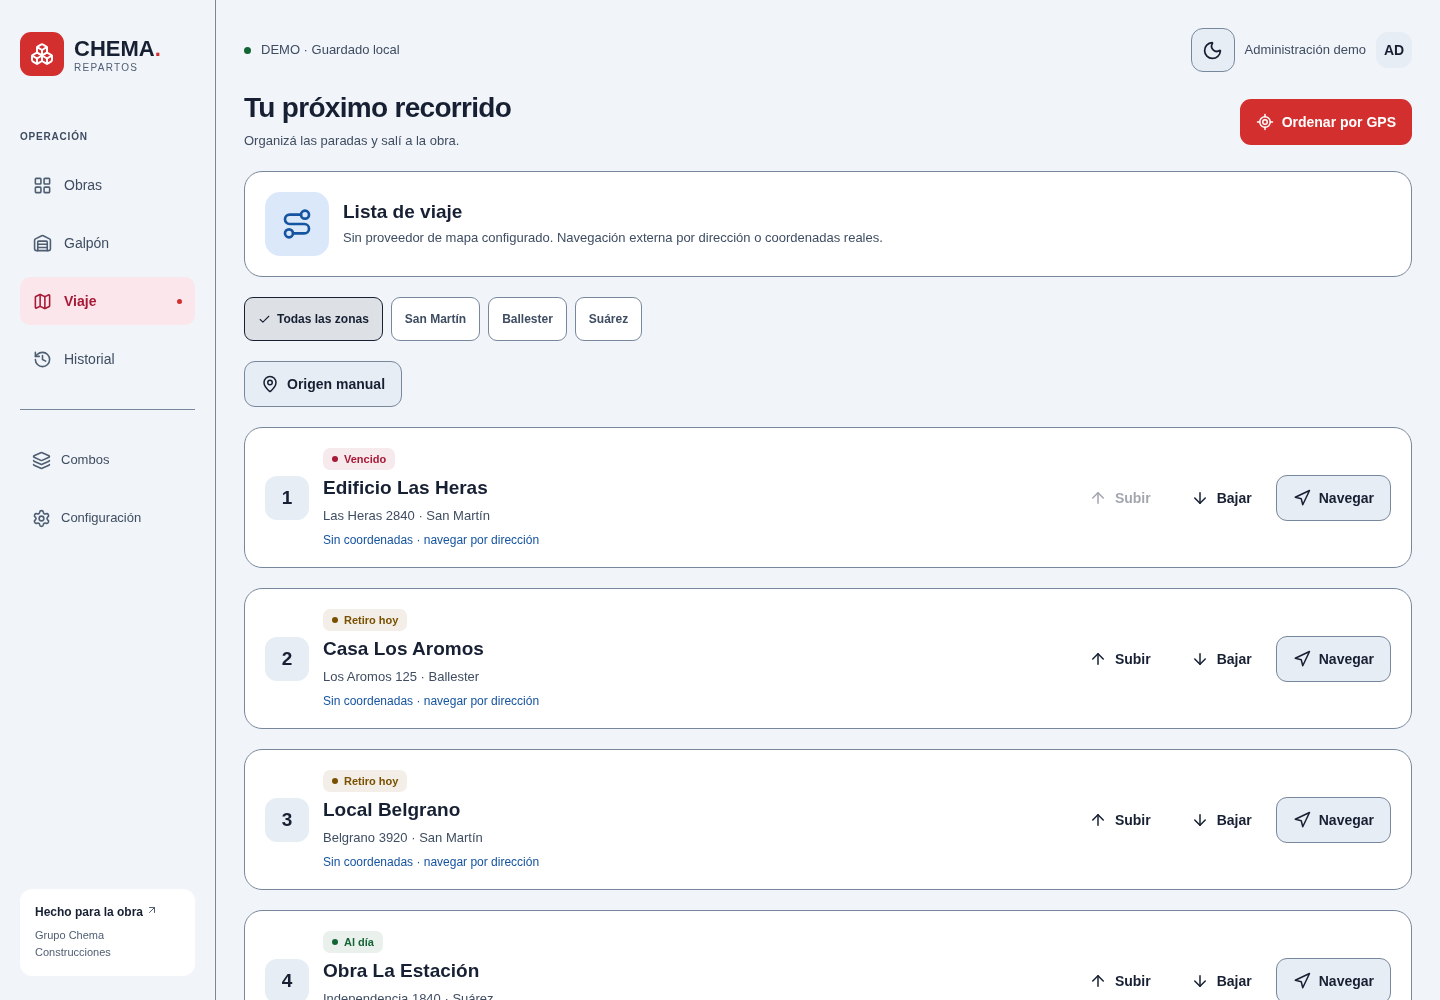 CHEMA.
REPARTOS
OPERACIÓN
Obras
Galpón
Viaje
Historial
Combos
Configuración
Hecho para la obra
Grupo Chema
Construcciones
DEMO · Guardado local
Administración demo
AD
Tu próximo recorrido
Organizá las paradas y salí a la obra.
Ordenar por GPS
Lista de viaje
Sin proveedor de mapa configurado. Navegación externa por dirección o coordenadas reales.
Todas las zonas
San Martín
Ballester
Suárez
Origen manual
1
Vencido
Edificio Las Heras
Las Heras 2840 · San Martín
Sin coordenadas · navegar por dirección
Subir
Bajar
Navegar
2
Retiro hoy
Casa Los Aromos
Los Aromos 125 · Ballester
Sin coordenadas · navegar por dirección
Subir
Bajar
Navegar
3
Retiro hoy
Local Belgrano
Belgrano 3920 · San Martín
Sin coordenadas · navegar por dirección
Subir
Bajar
Navegar
4
Al día
Obra La Estación
Independencia 1840 · Suárez
Subir
Bajar
Navegar